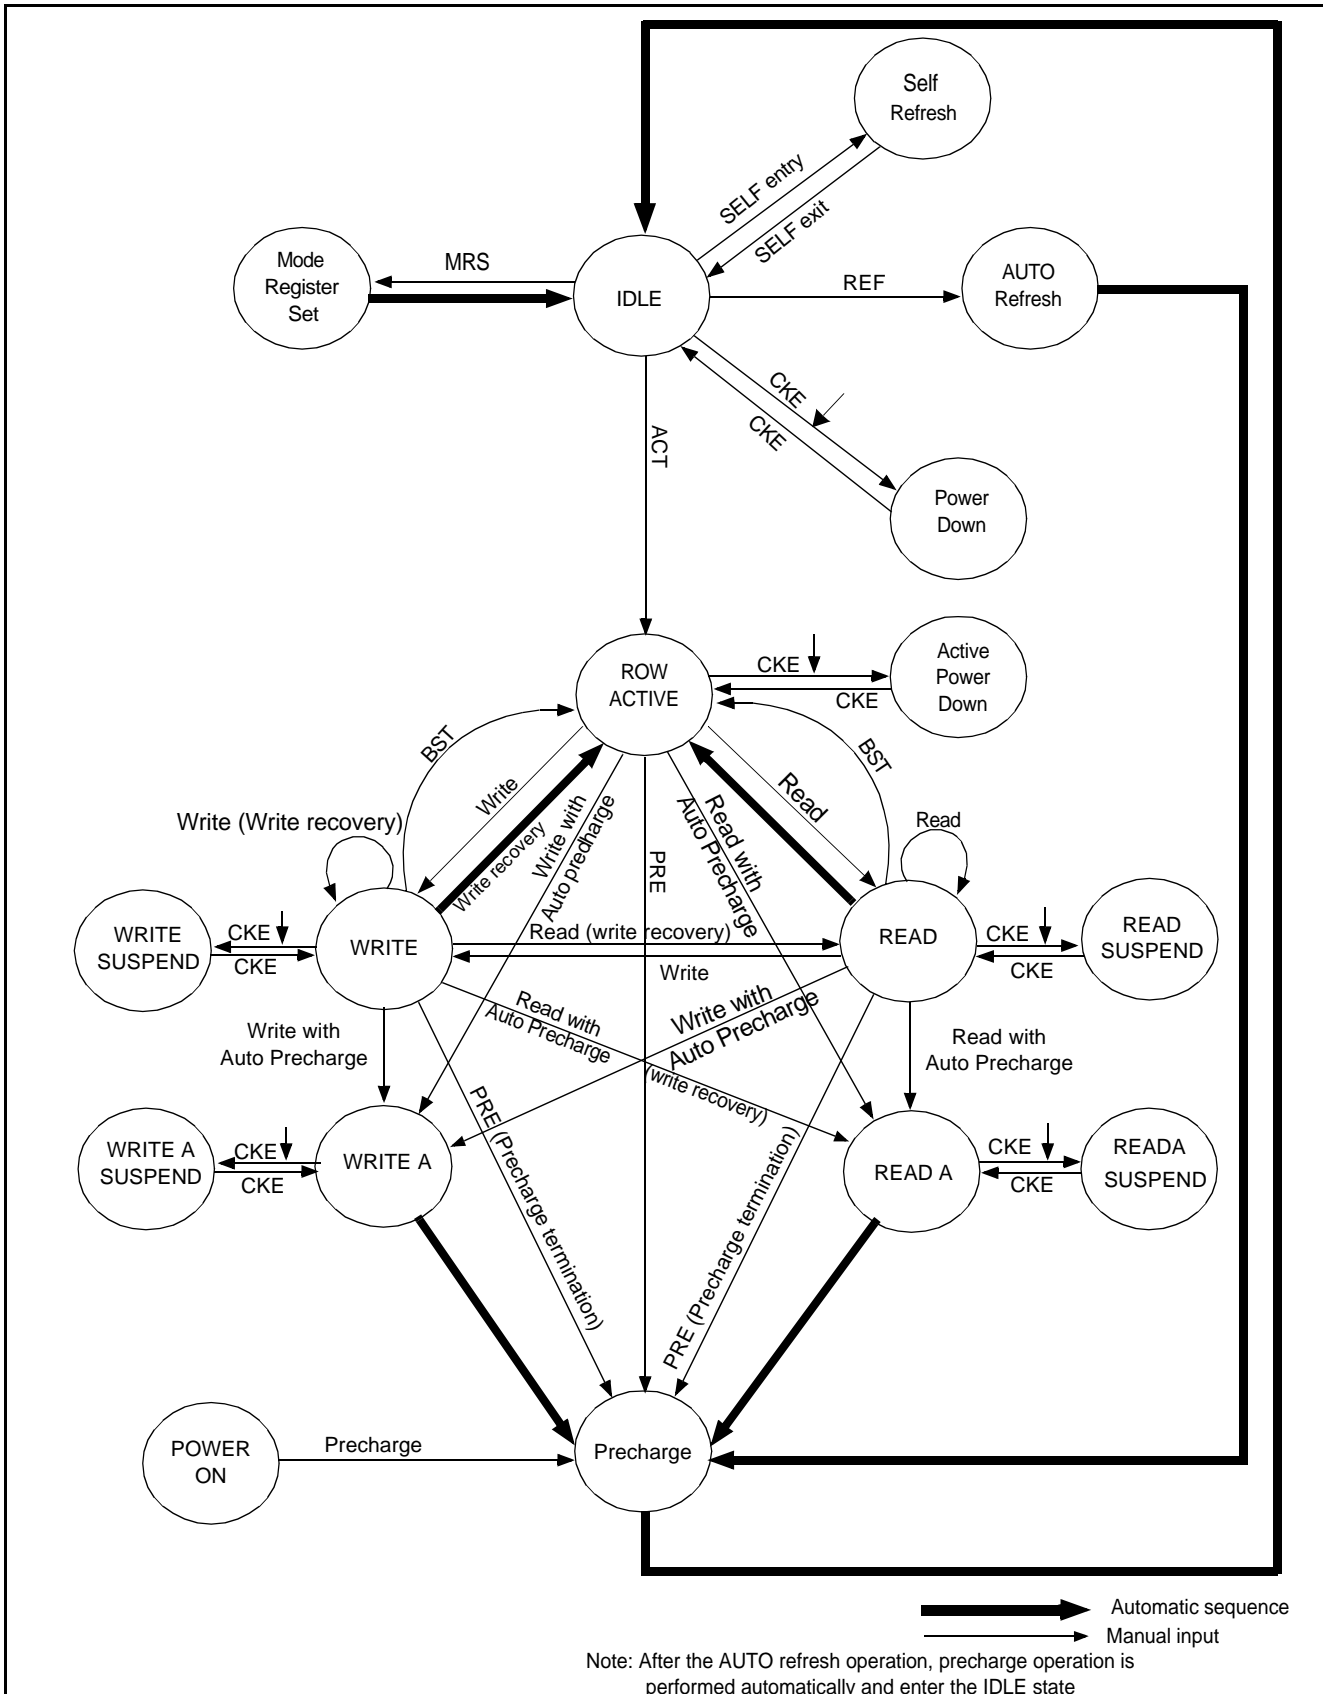 Self
Refresh
SELF entry
SELF exit
Mode
Register
Set
MRS
IDLE
REF
AUTO
Refresh
CKE
CKE
ACT
Power
Down
ROW
ACTIVE
CKE
CKE
Active
Power
Down
BST
BST
Write
Write recovery
Write with
Auto predharge
PRE
Read with
Auto Precharge
Read
Write (Write recovery)
Read
WRITE
SUSPEND
CKE
CKE
WRITE
Read (write recovery)
Write
READ
CKE
CKE
READ
SUSPEND
Write with
Auto Precharge
Read with
Auto Precharge
(write recovery)
Write with
Auto Precharge
Read with
Auto Precharge
PRE (Precharge termination)
PRE (Precharge termination)
WRITE A
SUSPEND
CKE
CKE
WRITE A
READ A
CKE
CKE
READA
SUSPEND
POWER
ON
Precharge
Precharge
Automatic sequence
Manual input
Note: After the AUTO refresh operation, precharge operation is
performed automatically and enter the IDLE state